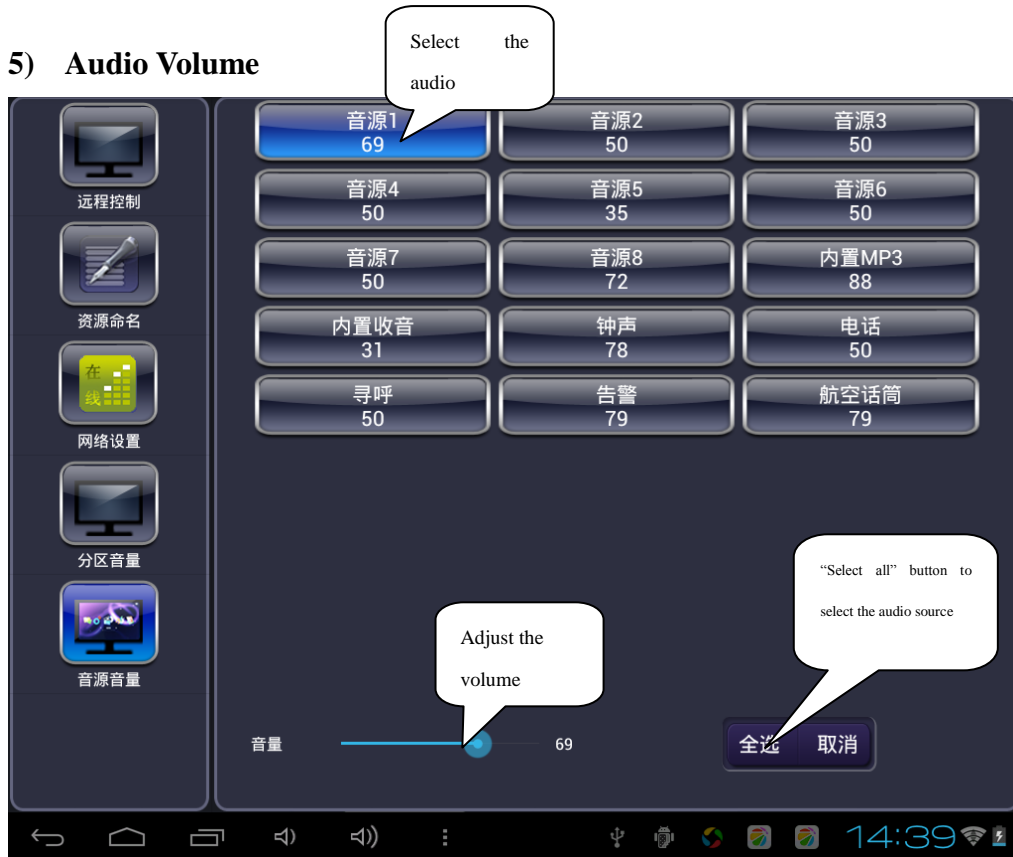 5) Audio Volume
Select the
audio
远程控制
资源命名
在
线
网络设置
分区音量
音源音量
音源1
69
音源2
50
音源3
50
音源4
50
音源5
35
音源6
50
音源7
50
音源8
72
内置MP3
88
内置收音
31
钟声
78
电话
50
寻呼
50
告警
79
航空话筒
79
“Select all” button to
select the audio source
Adjust the
volume
音量
69
全选
取消
14:39